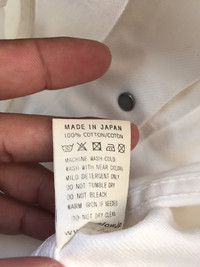 MADE IN JAPAN
100% COTTON/COTON
MACHINE WASH COLD
WASH WITH NEAR COLORS
MILD DETERGENT ONLY
DO NOT TUMBLE DRY
DO NOT BLEACH
WARM IRON IF NEEDED
DO NOT DRY CLEAN